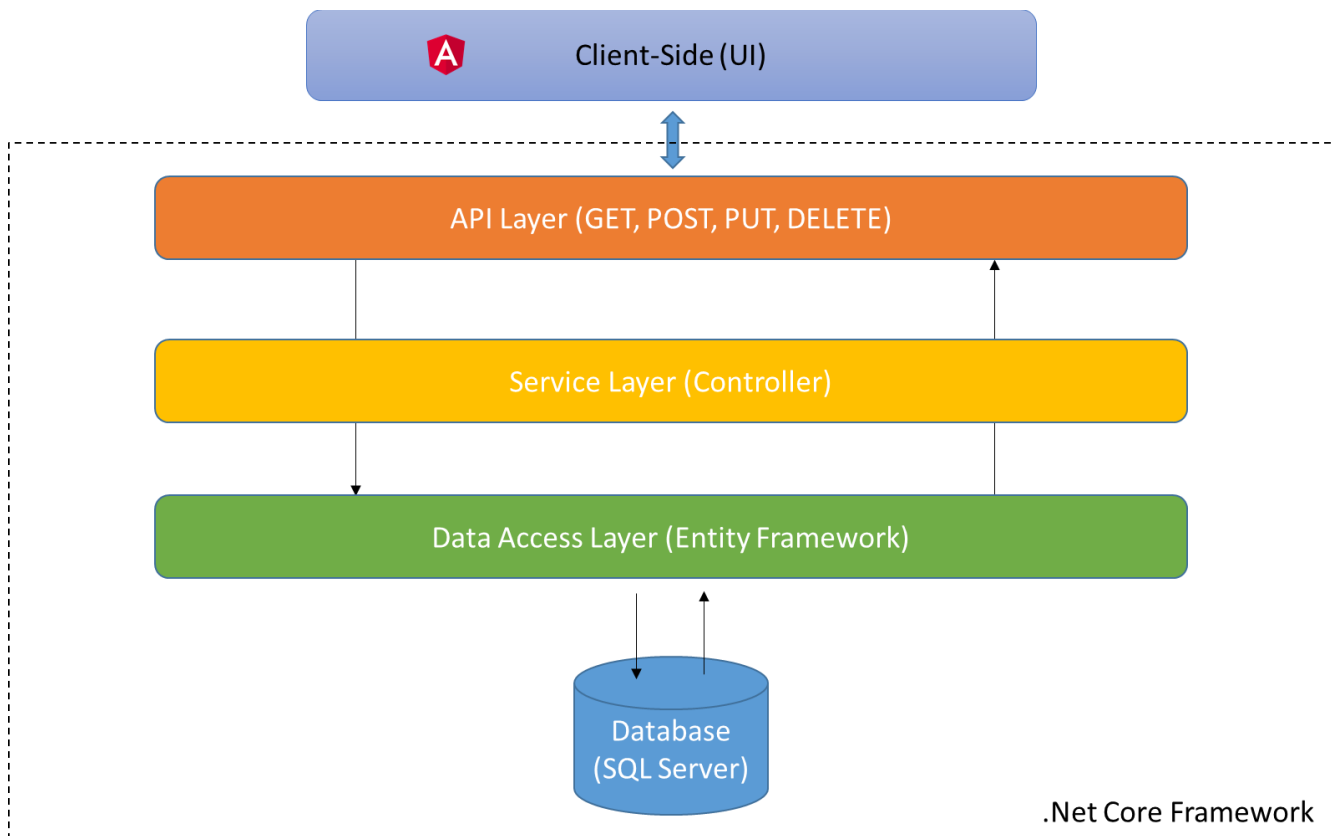 Client-Side (UI)
API Layer (GET, POST, PUT, DELETE)
Service Layer (Controller)
Data Access Layer (Entity Framework)
Database
(SQL Server)
.Net Core Framework